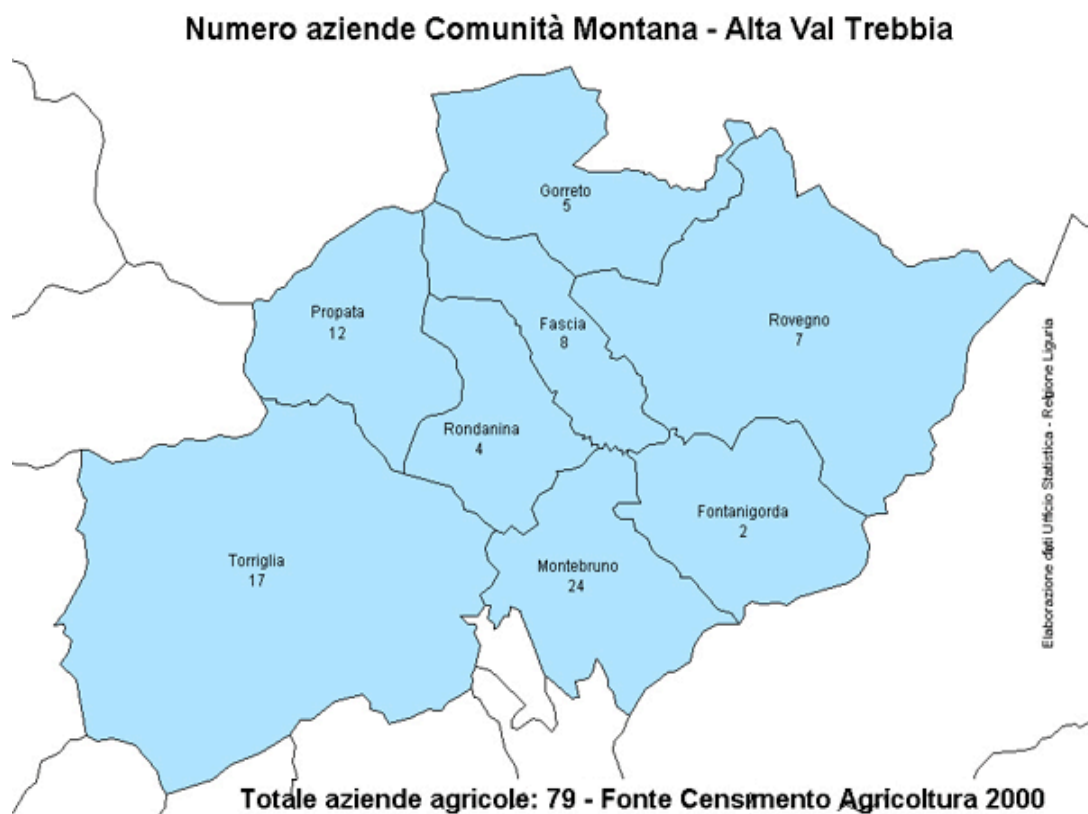 Numero aziende Comunità Montana - Alta Val Trebbia
Gorreto
5
Propata
12
Fascia
8
Rovegno
7
Rondanina
4
Fontanigorda
2
Torriglia
17
Montebruno
24
Elaborazione dati Ufficio Statistica - Regione Liguria
Totale aziende agricole: 79 - Fonte Censimento Agricoltura 2000